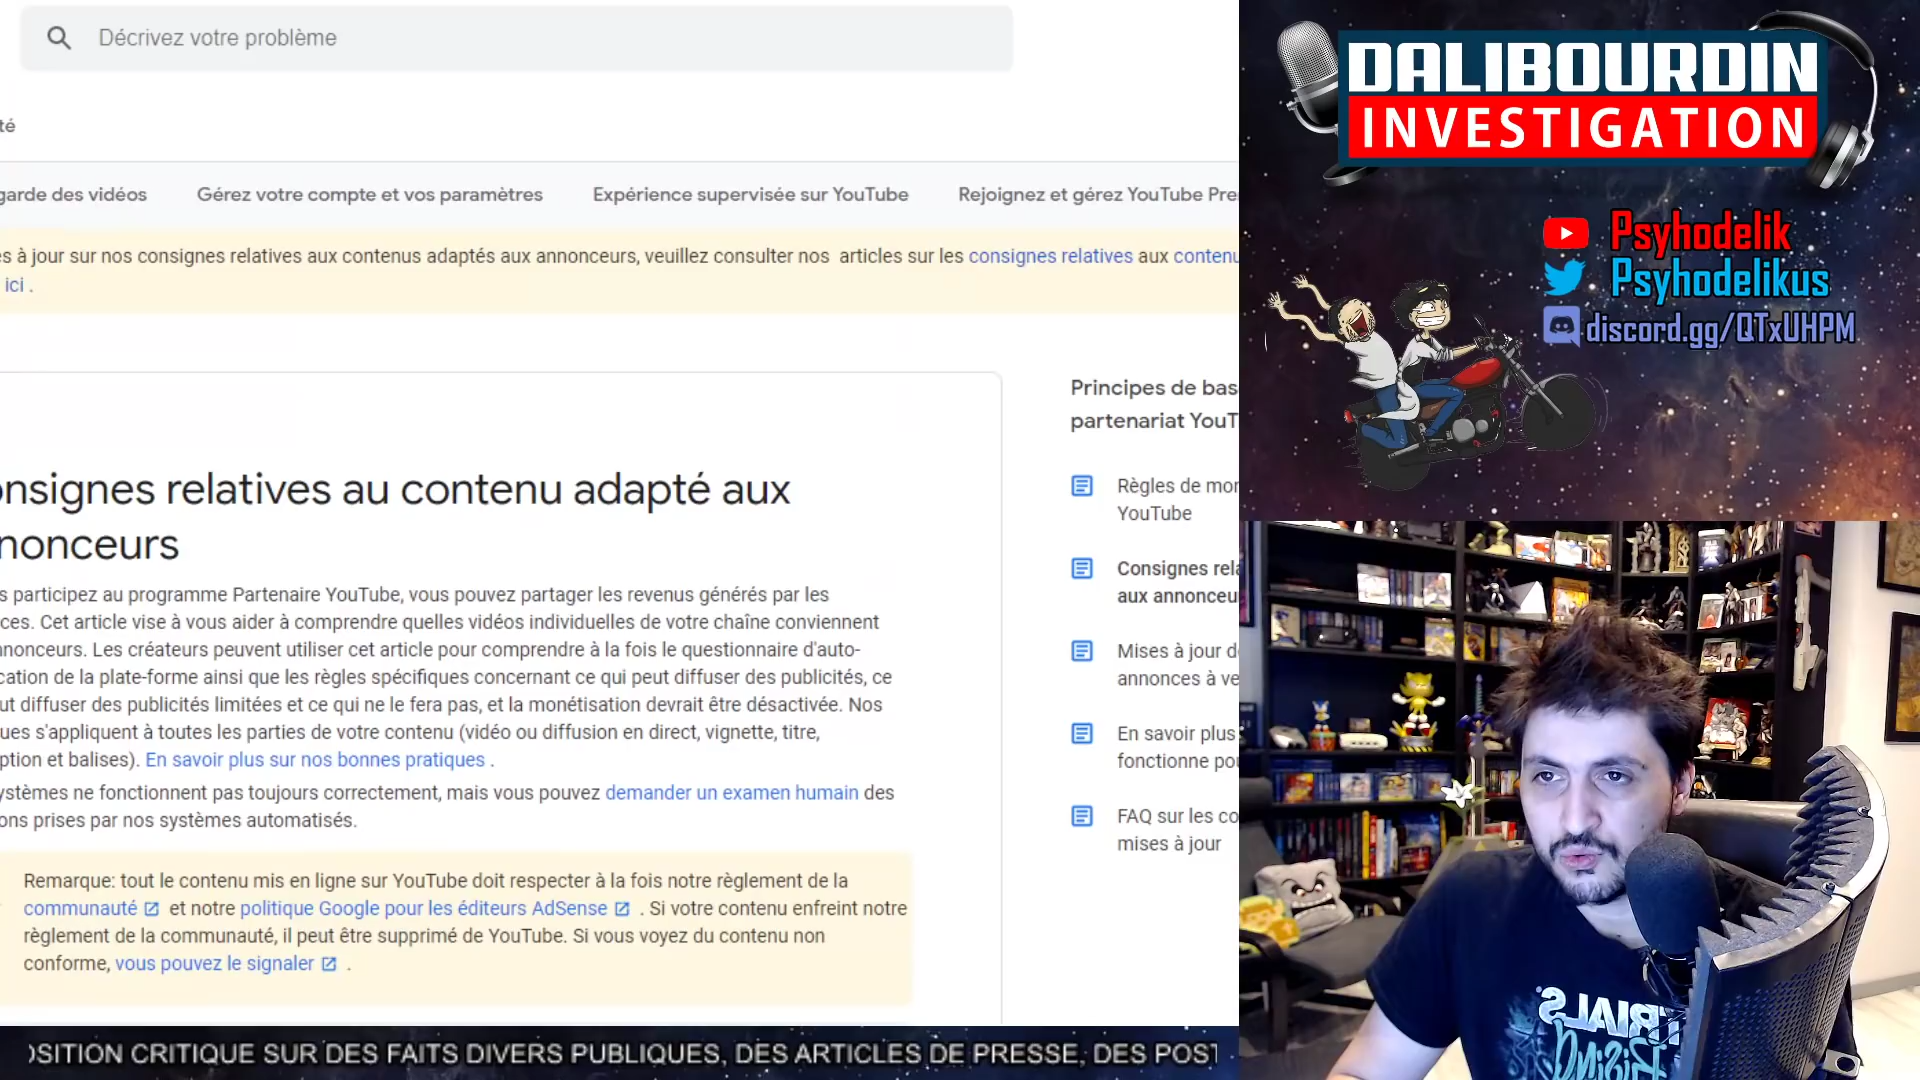 Décrivez votre problème
té
garde des vidéos
Gérez votre compte et vos paramètres
Expérience supervisée sur YouTube
Rejoignez et gérez YouTube Pre
s à jour sur nos consignes relatives aux contenus adaptés aux annonceurs, veuillez consulter nos articles sur les consignes relatives aux contenu
ici .
onsignes relatives au contenu adapté aux
nonceurs
s participez au programme Partenaire YouTube, vous pouvez partager les revenus générés par les
ces. Cet article vise à vous aider à comprendre quelles vidéos individuelles de votre chaîne conviennent
nnonceurs. Les créateurs peuvent utiliser cet article pour comprendre à la fois le questionnaire d'auto-
cation de la plate-forme ainsi que les règles spécifiques concernant ce qui peut diffuser des publicités, ce
ut diffuser des publicités limitées et ce qui ne le fera pas, et la monétisation devrait être désactivée. Nos
ues s'appliquent à toutes les parties de votre contenu (vidéo ou diffusion en direct, vignette, titre,
ption et balises). En savoir plus sur nos bonnes pratiques .
ystèmes ne fonctionnent pas toujours correctement, mais vous pouvez demander un examen humain des
ons prises par nos systèmes automatisés.
Remarque: tout le contenu mis en ligne sur YouTube doit respecter à la fois notre règlement de la
communauté et notre politique Google pour les éditeurs AdSense . Si votre contenu enfreint notre
règlement de la communauté, il peut être supprimé de YouTube. Si vous voyez du contenu non
conforme, vous pouvez le signaler .
Principes de bas
partenariat YouT
Règles de mon
YouTube
Consignes rela
aux annonceu
Mises à jour d
annonces à ve
En savoir plus
fonctionne pou
FAQ sur les co
mises à jour
OSITION CRITIQUE SUR DES FAITS DIVERS PUBLIQUES, DES ARTICLES DE PRESSE, DES POST
DALIBOURDIN
INVESTIGATION
Psyhodelik
Psyhodelikus
discord.gg/QTxUHPM
TRIALS
Rising